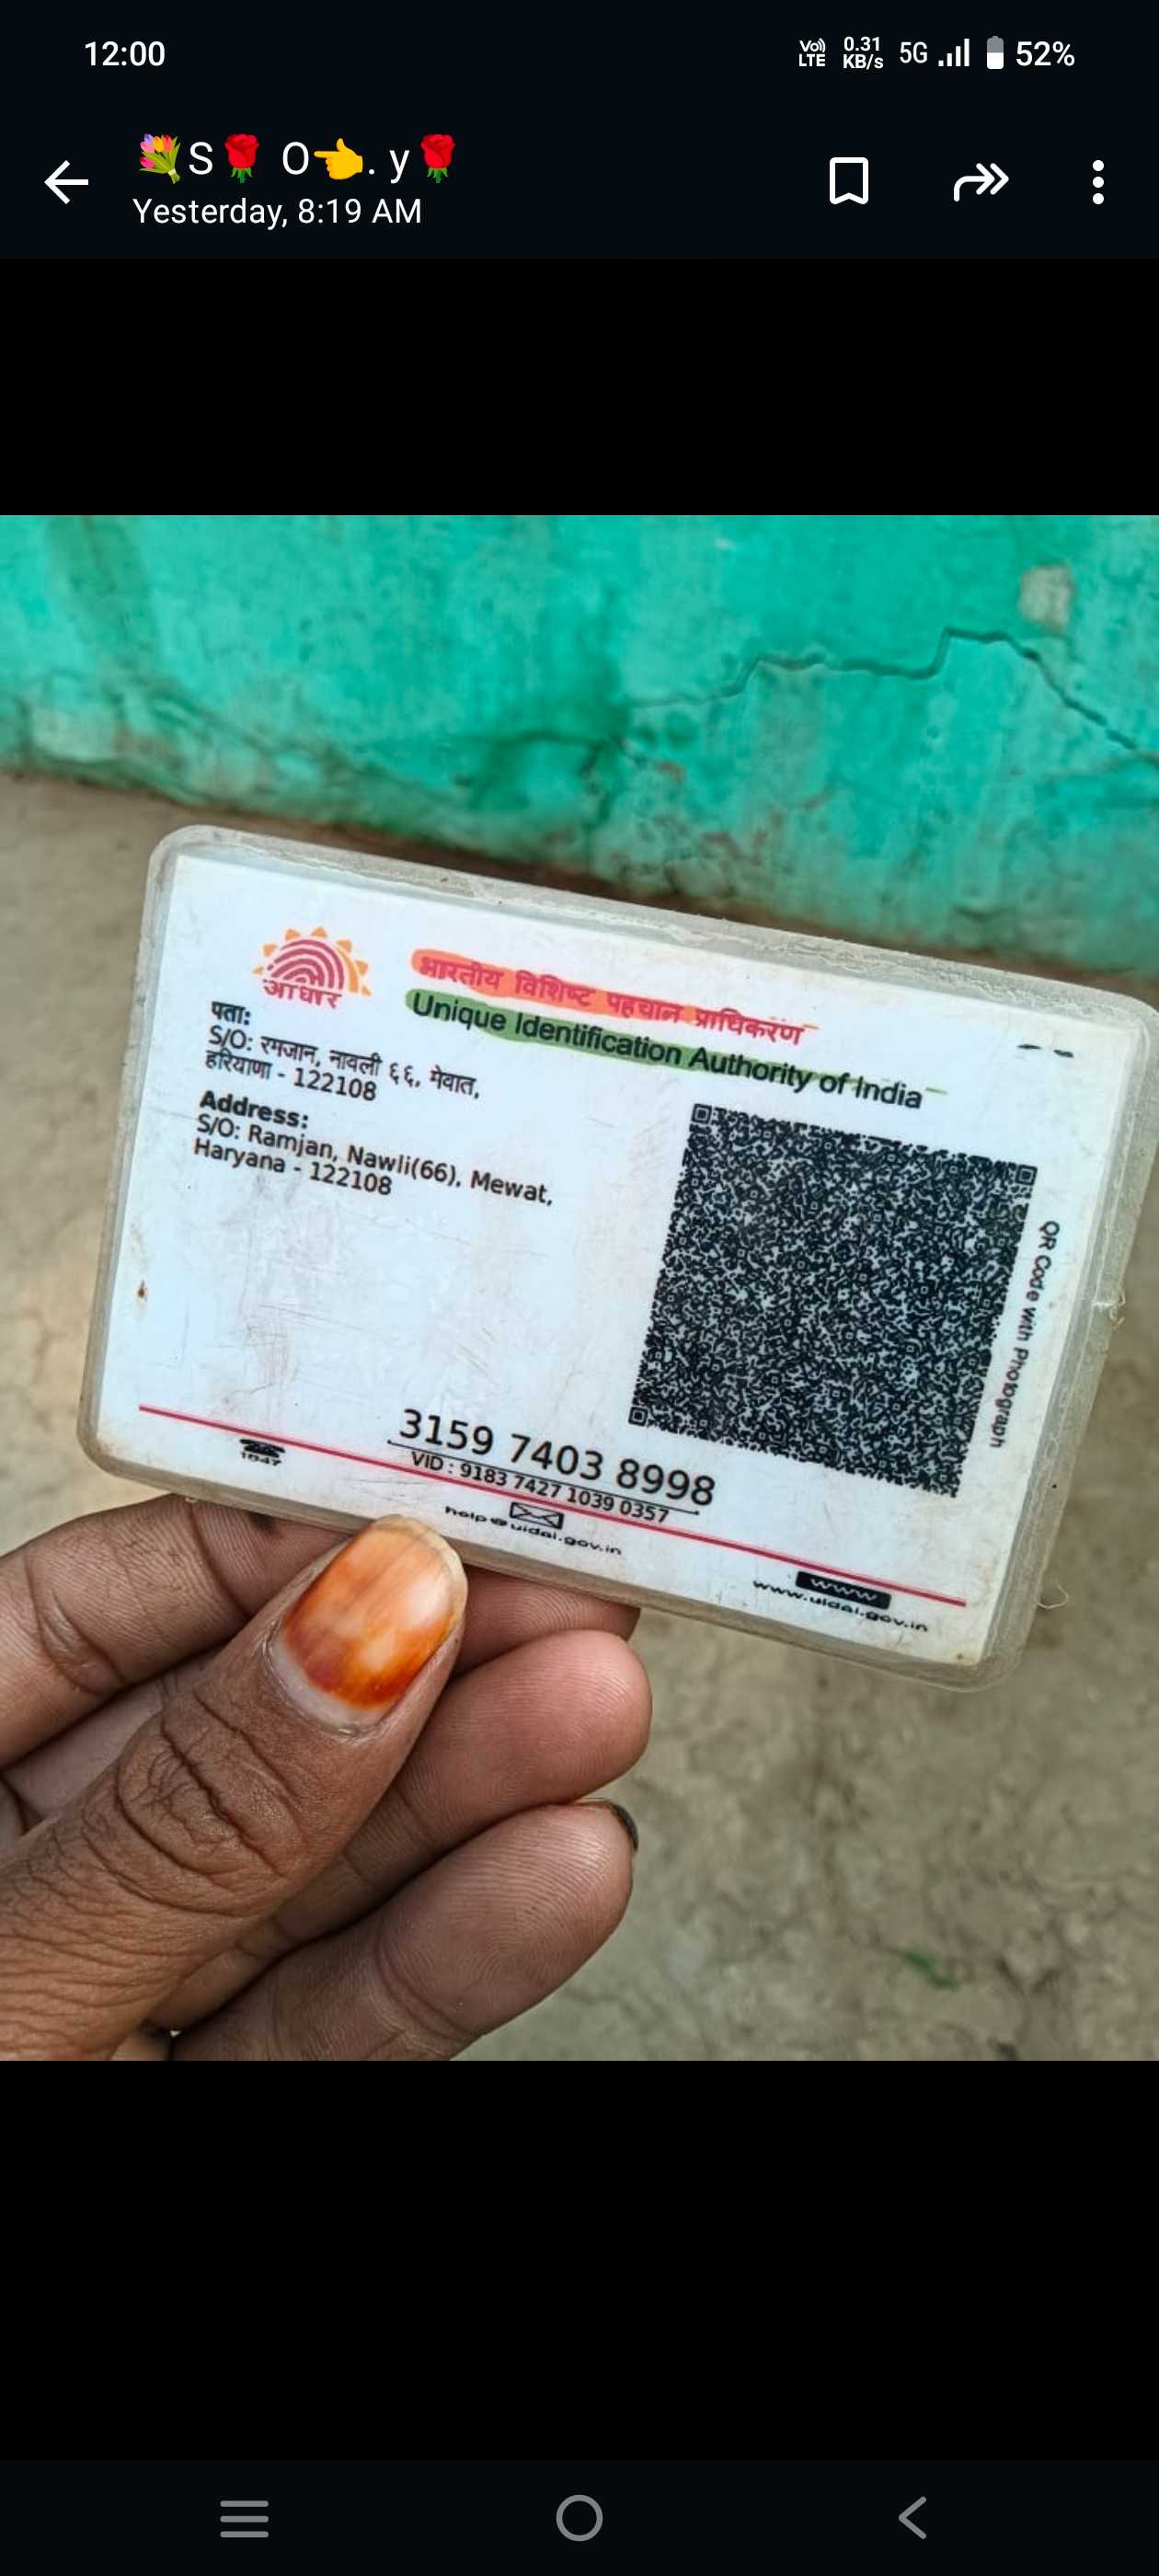 12:00
Vo) LTE 0.31 KB/s 5G 52%
💐S🌹 O👈. y🌹
Yesterday, 8:19 AM
आधार
भारतीय विशिष्ट पहचान प्राधिकरण
Unique Identification Authority of India
पता:
S/O: रमजान, नावली ६६, मेवात,
हरियाणा - 122108
Address:
S/O: Ramjan, Nawli(66), Mewat,
Haryana - 122108
QR Code with Photograph
3159 7403 8998
VID : 9183 7427 1039 0357
1947
help@uidai.gov.in
www
www.uidai.gov.in